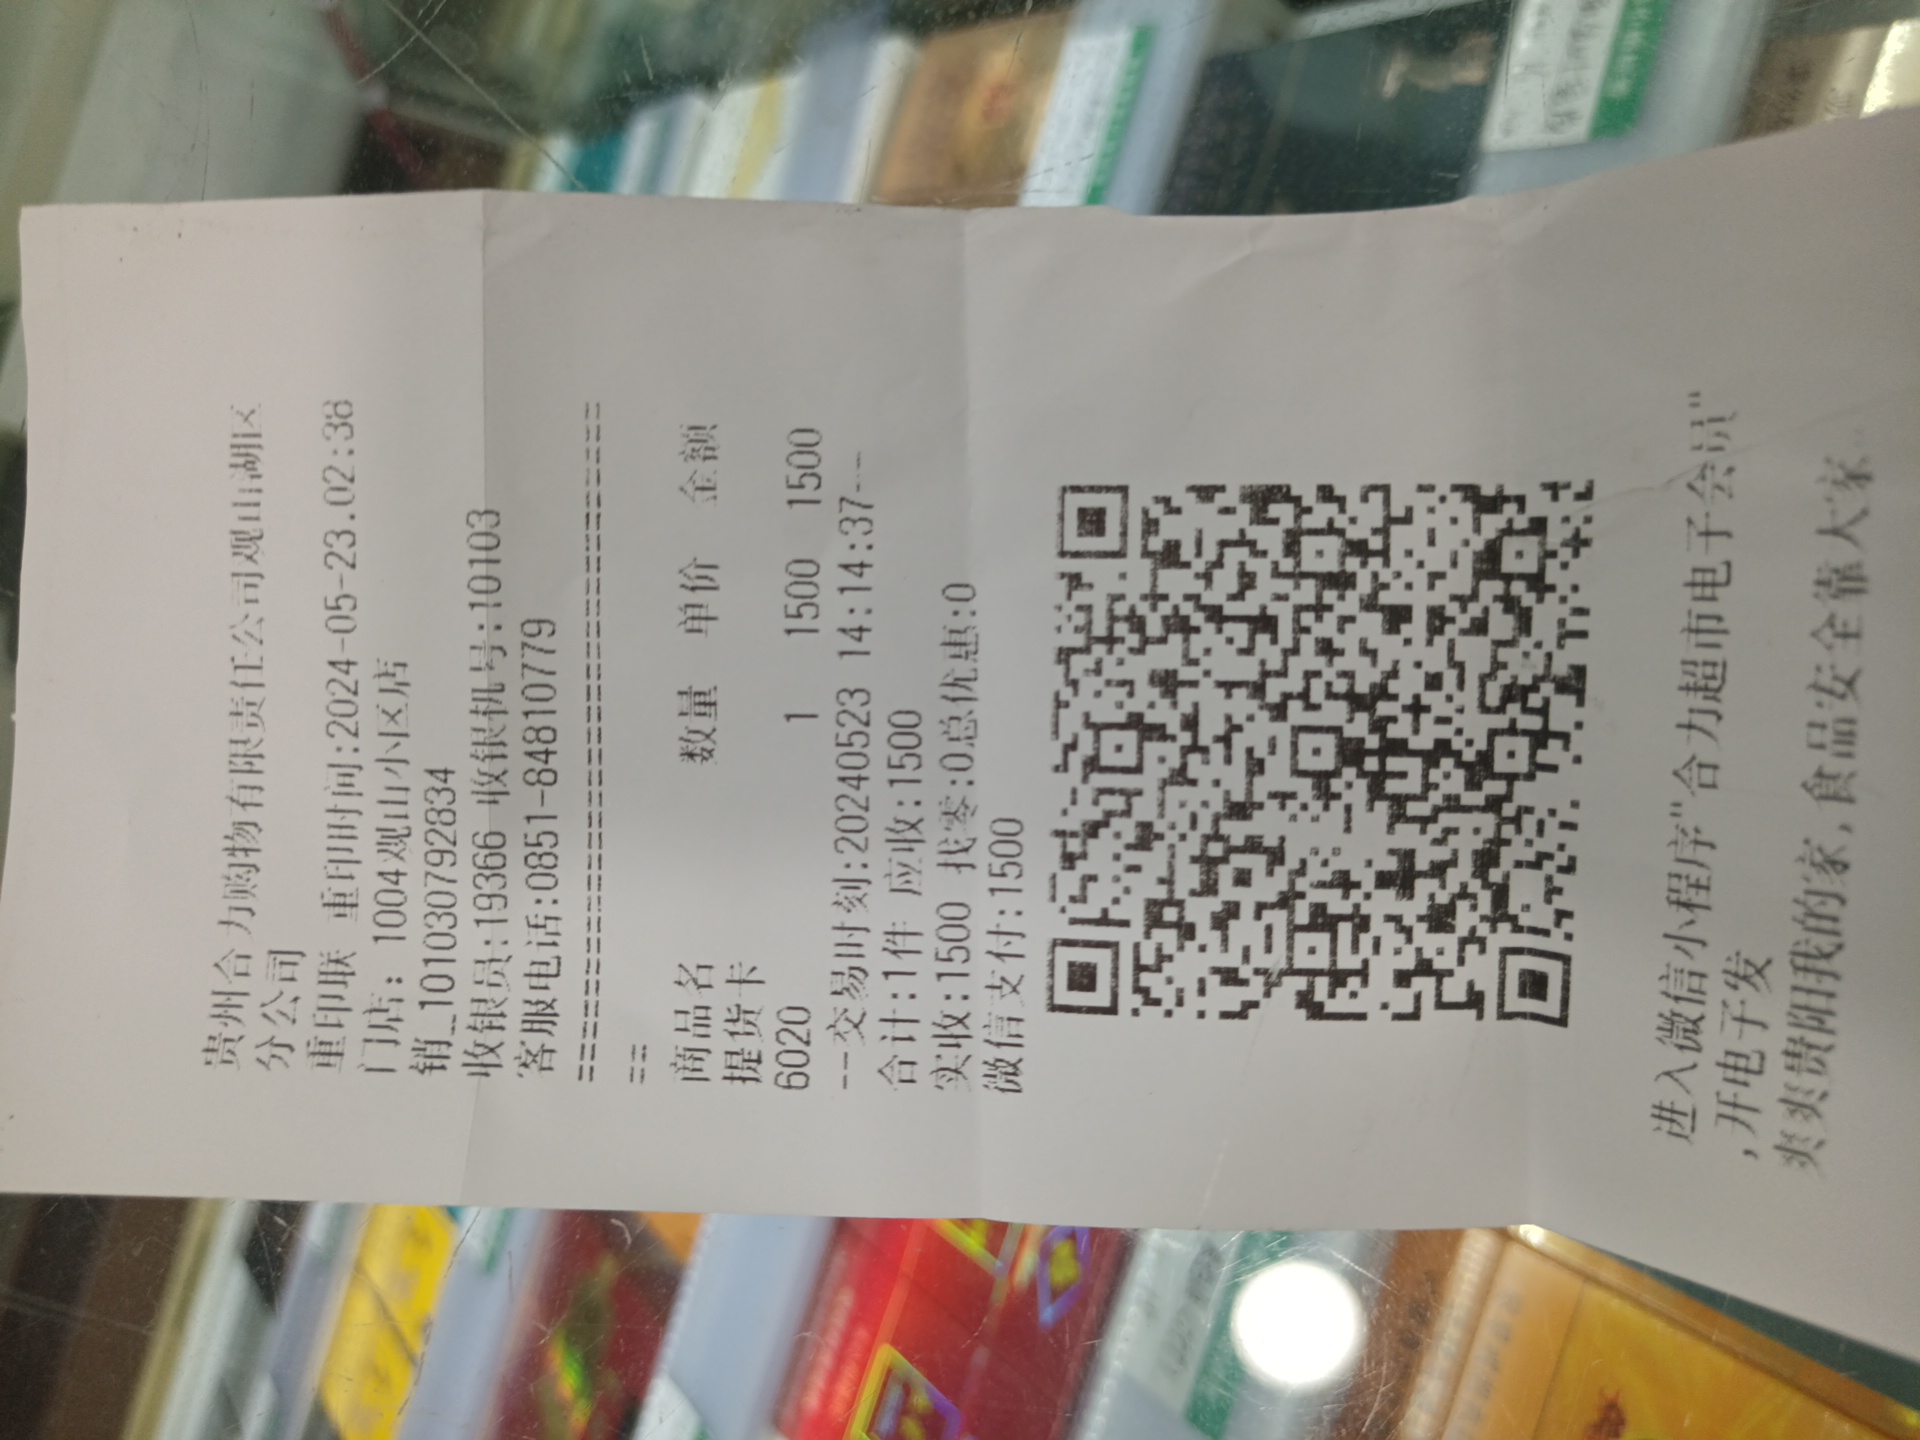 贵州合力购物有限责任公司观山湖区
分公司
重印联 重印时间:2024-05-23.02:38
门店: 1004观山小区店
销_101030792834
收银员:19366 收银机号:10103
客服电话:0851-84810779
========================================
==
商品名 数量 单价 金额
提货卡
6020 1 1500 1500
--交易时刻:20240523 14:14:37---
合计:1件 应收:1500
实收:1500 找零:0总优惠:0
微信支付:1500
进入微信小程序"合力超市电子会员"
,开电子发
爽爽贵阳我的家,食品安全靠大家